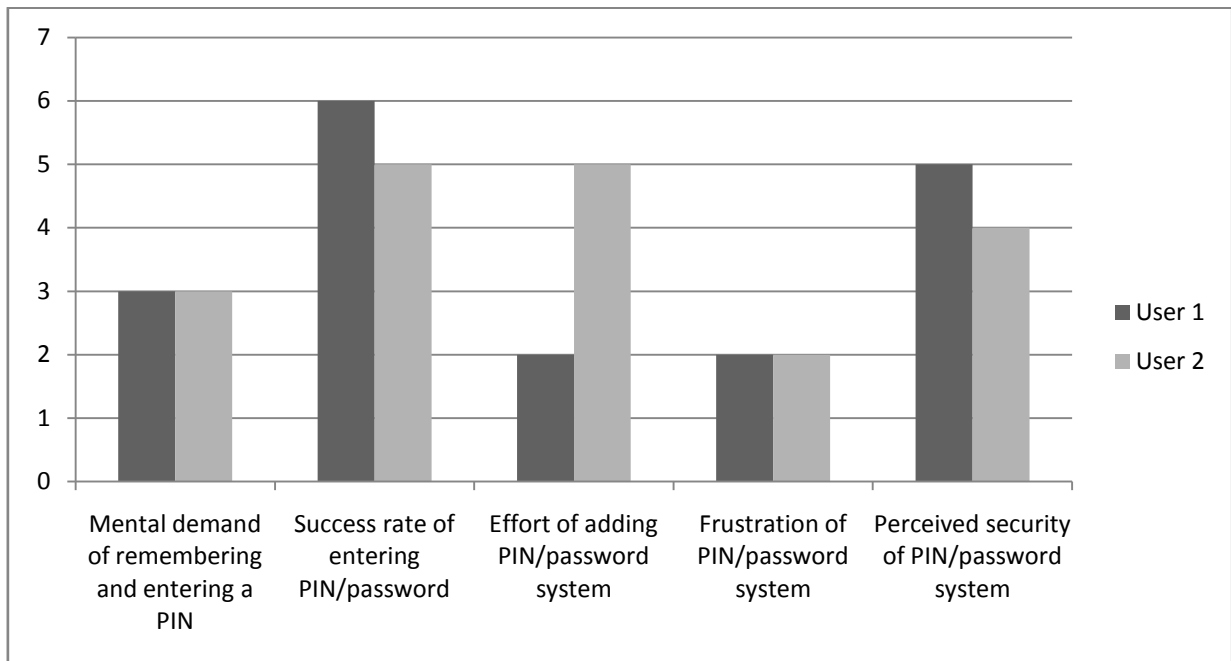 7
6
5
4
3
2
1
0
User 1
User 2
Mental demand
of remembering
and entering a
PIN
Success rate of
entering
PIN/password
Effort of adding
PIN/password
system
Frustration of
PIN/password
system
Perceived security
of PIN/password
system